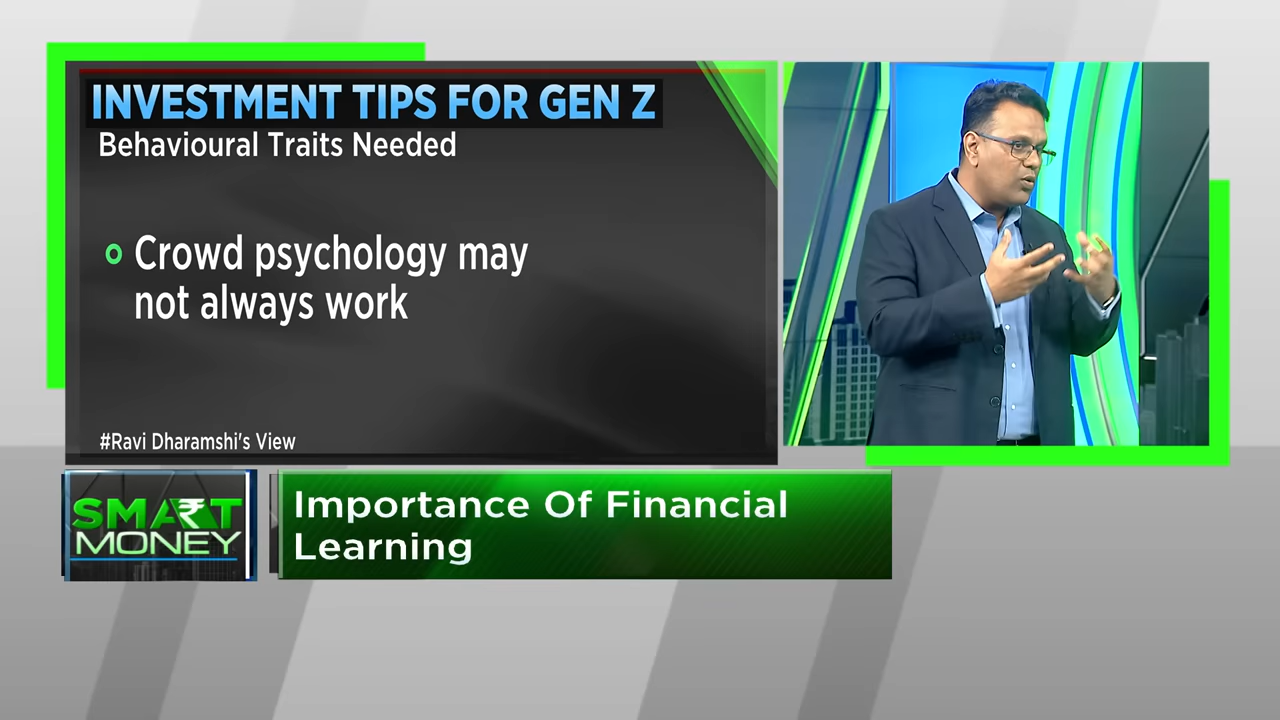 INVESTMENT TIPS FOR GEN Z
Behavioural Traits Needed
Crowd psychology may
not always work
#Ravi Dharamshi's View
SMART
MONEY
Importance Of Financial
Learning